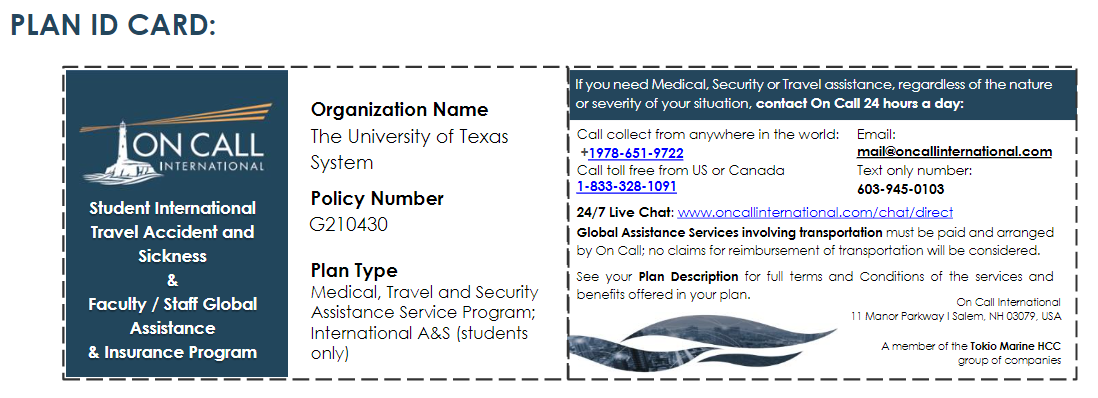 PLAN ID CARD:
ON CALL
INTERNATIONAL
Student International
Travel Accident and
Sickness
&
Faculty / Staff Global
Assistance
& Insurance Program
Organization Name
The University of Texas
System
Policy Number
G210430
Plan Type
Medical, Travel and Security
Assistance Service Program;
International A&S (students
only)
If you need Medical, Security or Travel assistance, regardless of the nature
or severity of your situation, contact On Call 24 hours a day:
Call collect from anywhere in the world:
+1978-651-9722
Call toll free from US or Canada
1-833-328-1091
Email:
mail@oncallinternational.com
Text only number:
603-945-0103
24/7 Live Chat: www.oncallinternational.com/chat/direct
Global Assistance Services involving transportation must be paid and arranged
by On Call; no claims for reimbursement of transportation will be considered.
See your Plan Description for full terms and Conditions of the services and
benefits offered in your plan.
On Call International
11 Manor Parkway I Salem, NH 03079, USA
A member of the Tokio Marine HCC
group of companies